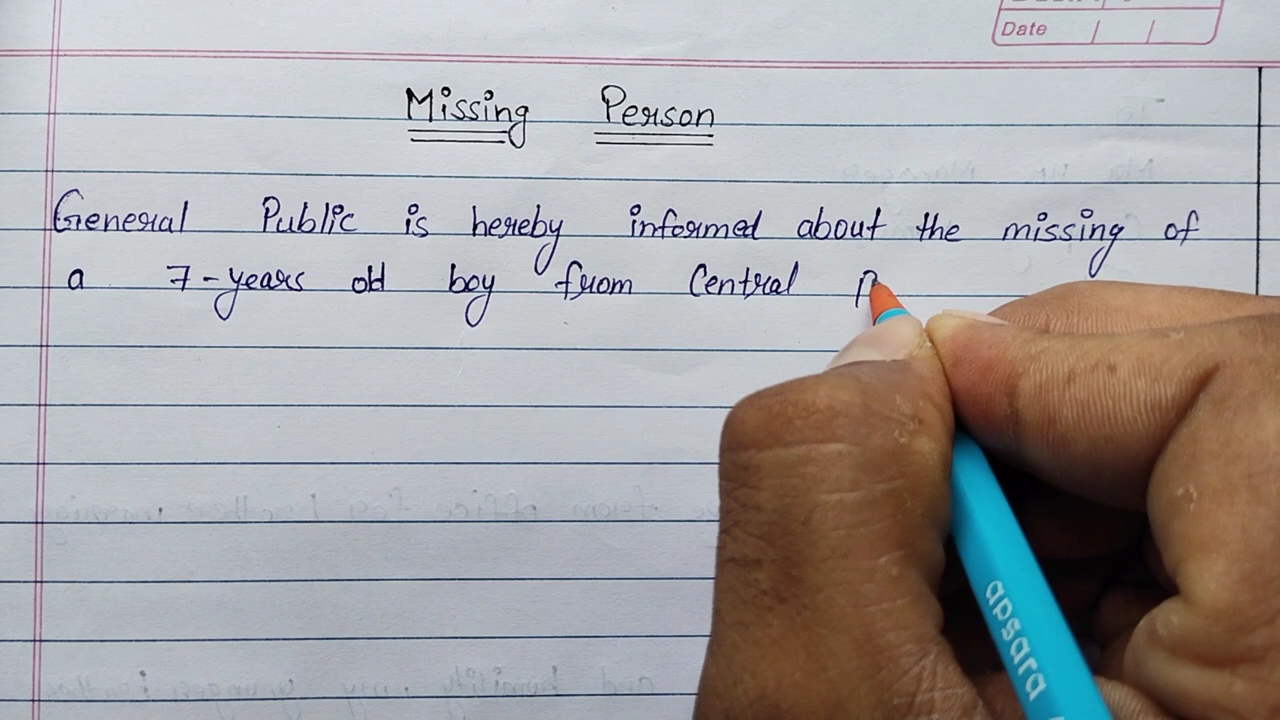 Date / /
Missing Person
General Public is hereby informed about the missing of
a 7-years old boy from Central P
apsara